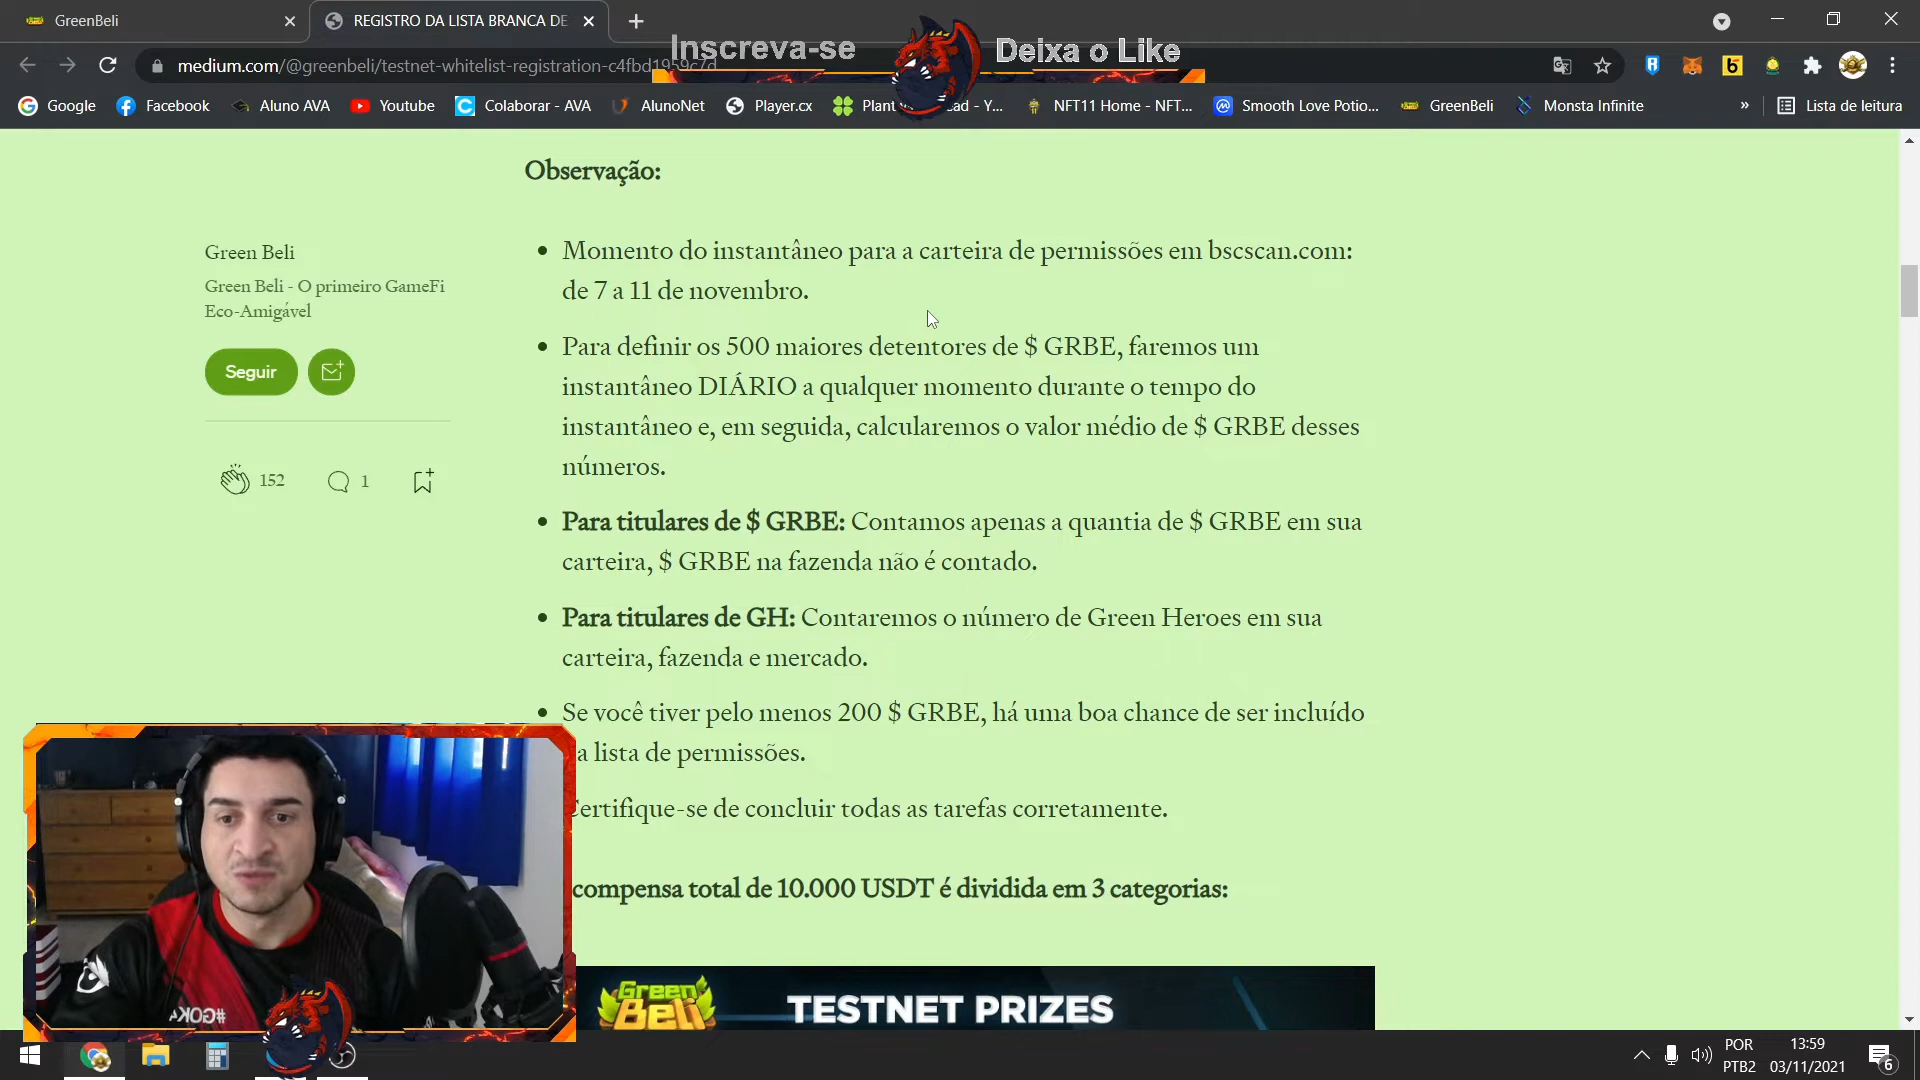 GreenBeli
REGISTRO DA LISTA BRANCA DE
Inscreva-se
Deixa o Like
medium.com/@greenbeli/testnet-whitelist-registration-c4fbd1959c7d
Google
Facebook
Aluno AVA
Youtube
Colaborar - AVA
AlunoNet
Player.cx
NFT11 Home - NFT...
Smooth Love Potio...
GreenBeli
Monsta Infinite
»
Lista de leitura
Observação:
Green Beli
Green Beli - O primeiro GameFi
Eco-Amigável
Seguir
152
1
• Momento do instantâneo para a carteira de permissões em bscscan.com:
de 7 a 11 de novembro.
• Para definir os 500 maiores detentores de $ GRBE, faremos um
instantâneo DIÁRIO a qualquer momento durante o tempo do
instantâneo e, em seguida, calcularemos o valor médio de $ GRBE desses
números.
• Para titulares de $ GRBE: Contamos apenas a quantia de $ GRBE em sua
carteira, $ GRBE na fazenda não é contado.
• Para titulares de GH: Contaremos o número de Green Heroes em sua
carteira, fazenda e mercado.
• Se você tiver pelo menos 200 $ GRBE, há uma boa chance de ser incluído
a lista de permissões.
Certifique-se de concluir todas as tarefas corretamente.
compensa total de 10.000 USDT é dividida em 3 categorias:
Green Beli
TESTNET PRIZES
POR
PTB2
13:59
03/11/2021
6